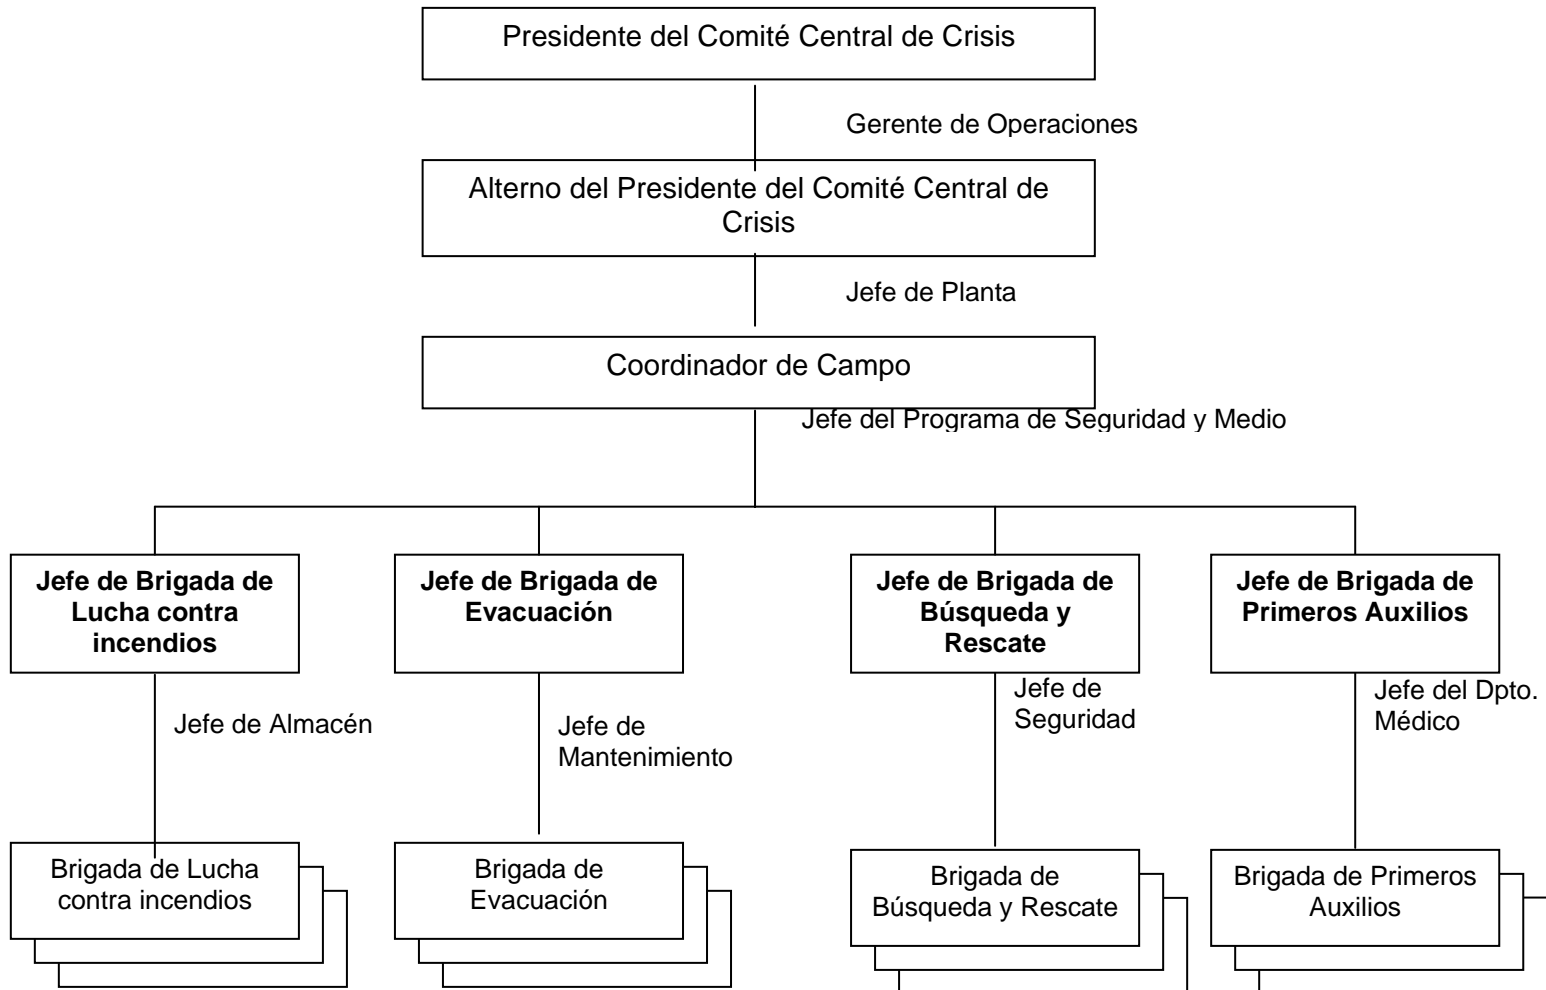 Presidente del Comité Central de Crisis
Gerente de Operaciones
Alterno del Presidente del Comité Central de
Crisis
Jefe de Planta
Coordinador de Campo
Jefe del Programa de Seguridad y Medio
Jefe de Brigada de
Lucha contra
incendios
Jefe de Brigada de
Evacuación
Jefe de Brigada de
Búsqueda y
Rescate
Jefe de Brigada de
Primeros Auxilios
Jefe de Almacén
Jefe de
Mantenimiento
Jefe de
Seguridad
Jefe del Dpto.
Médico
Brigada de Lucha
contra incendios
Brigada de
Evacuación
Brigada de
Búsqueda y Rescate
Brigada de Primeros
Auxilios